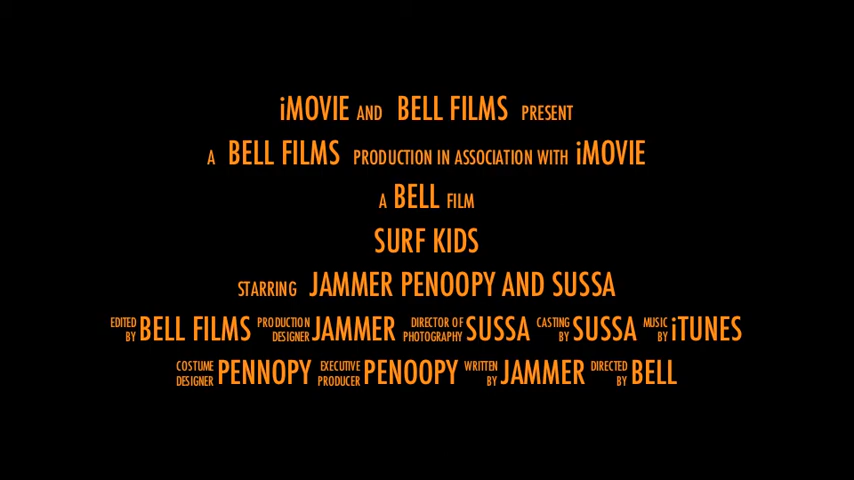 iMOVIE AND BELL FILMS PRESENT
A BELL FILMS PRODUCTION IN ASSOCIATION WITH iMOVIE
A BELL FILM
SURF KIDS
STARRING JAMMER PENOOPY AND SUSSA
EDITED BY BELL FILMS PRODUCTION DESIGNER JAMMER DIRECTOR OF PHOTOGRAPHY SUSSA CASTING BY SUSSA MUSIC BY iTUNES
COSTUME DESIGNER PENNOPY EXECUTIVE PRODUCER PENOOPY WRITTEN BY JAMMER DIRECTED BY BELL